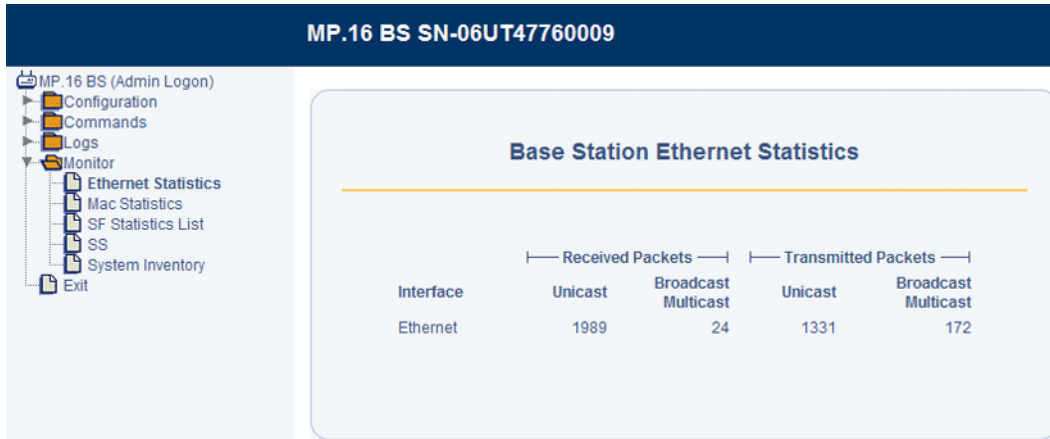 MP.16 BS SN-06UT47760009
MP.16 BS (Admin Logon)
Configuration
Commands
Logs
Monitor
Ethernet Statistics
Mac Statistics
SF Statistics List
SS
System Inventory
Exit
Base Station Ethernet Statistics
Received Packets Transmitted Packets
Interface Unicast Broadcast Multicast Unicast Broadcast Multicast
Ethernet 1989 24 1331 172